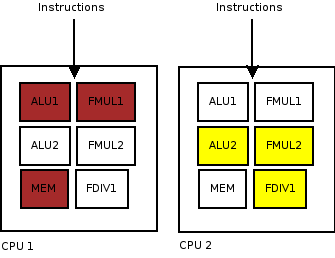 Instructions
Instructions
ALU1 FMUL1
ALU2 FMUL2
MEM FDIV1
CPU 1
ALU1 FMUL1
ALU2 FMUL2
MEM FDIV1
CPU 2